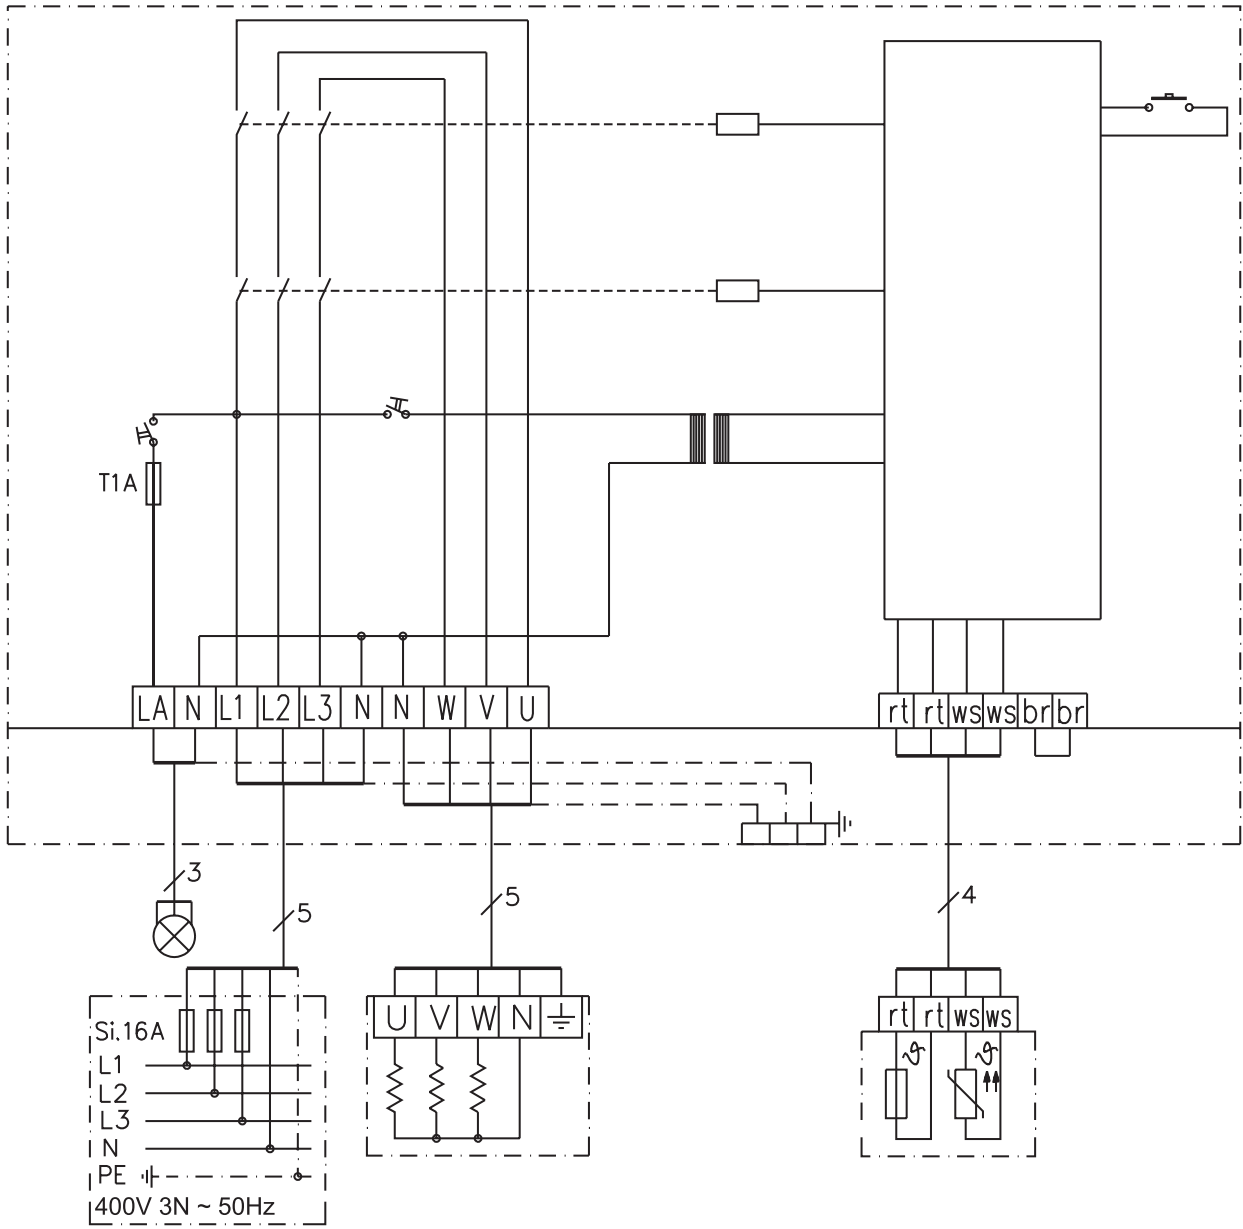 T1A
LA N L1 L2 L3 N N W V U
rt rt ws ws br br
3
5
5
4
U V W N
rt rt ws ws
Si.16A
L1
L2
L3
N
PE
400V 3N ~ 50Hz
ϑ ϑ